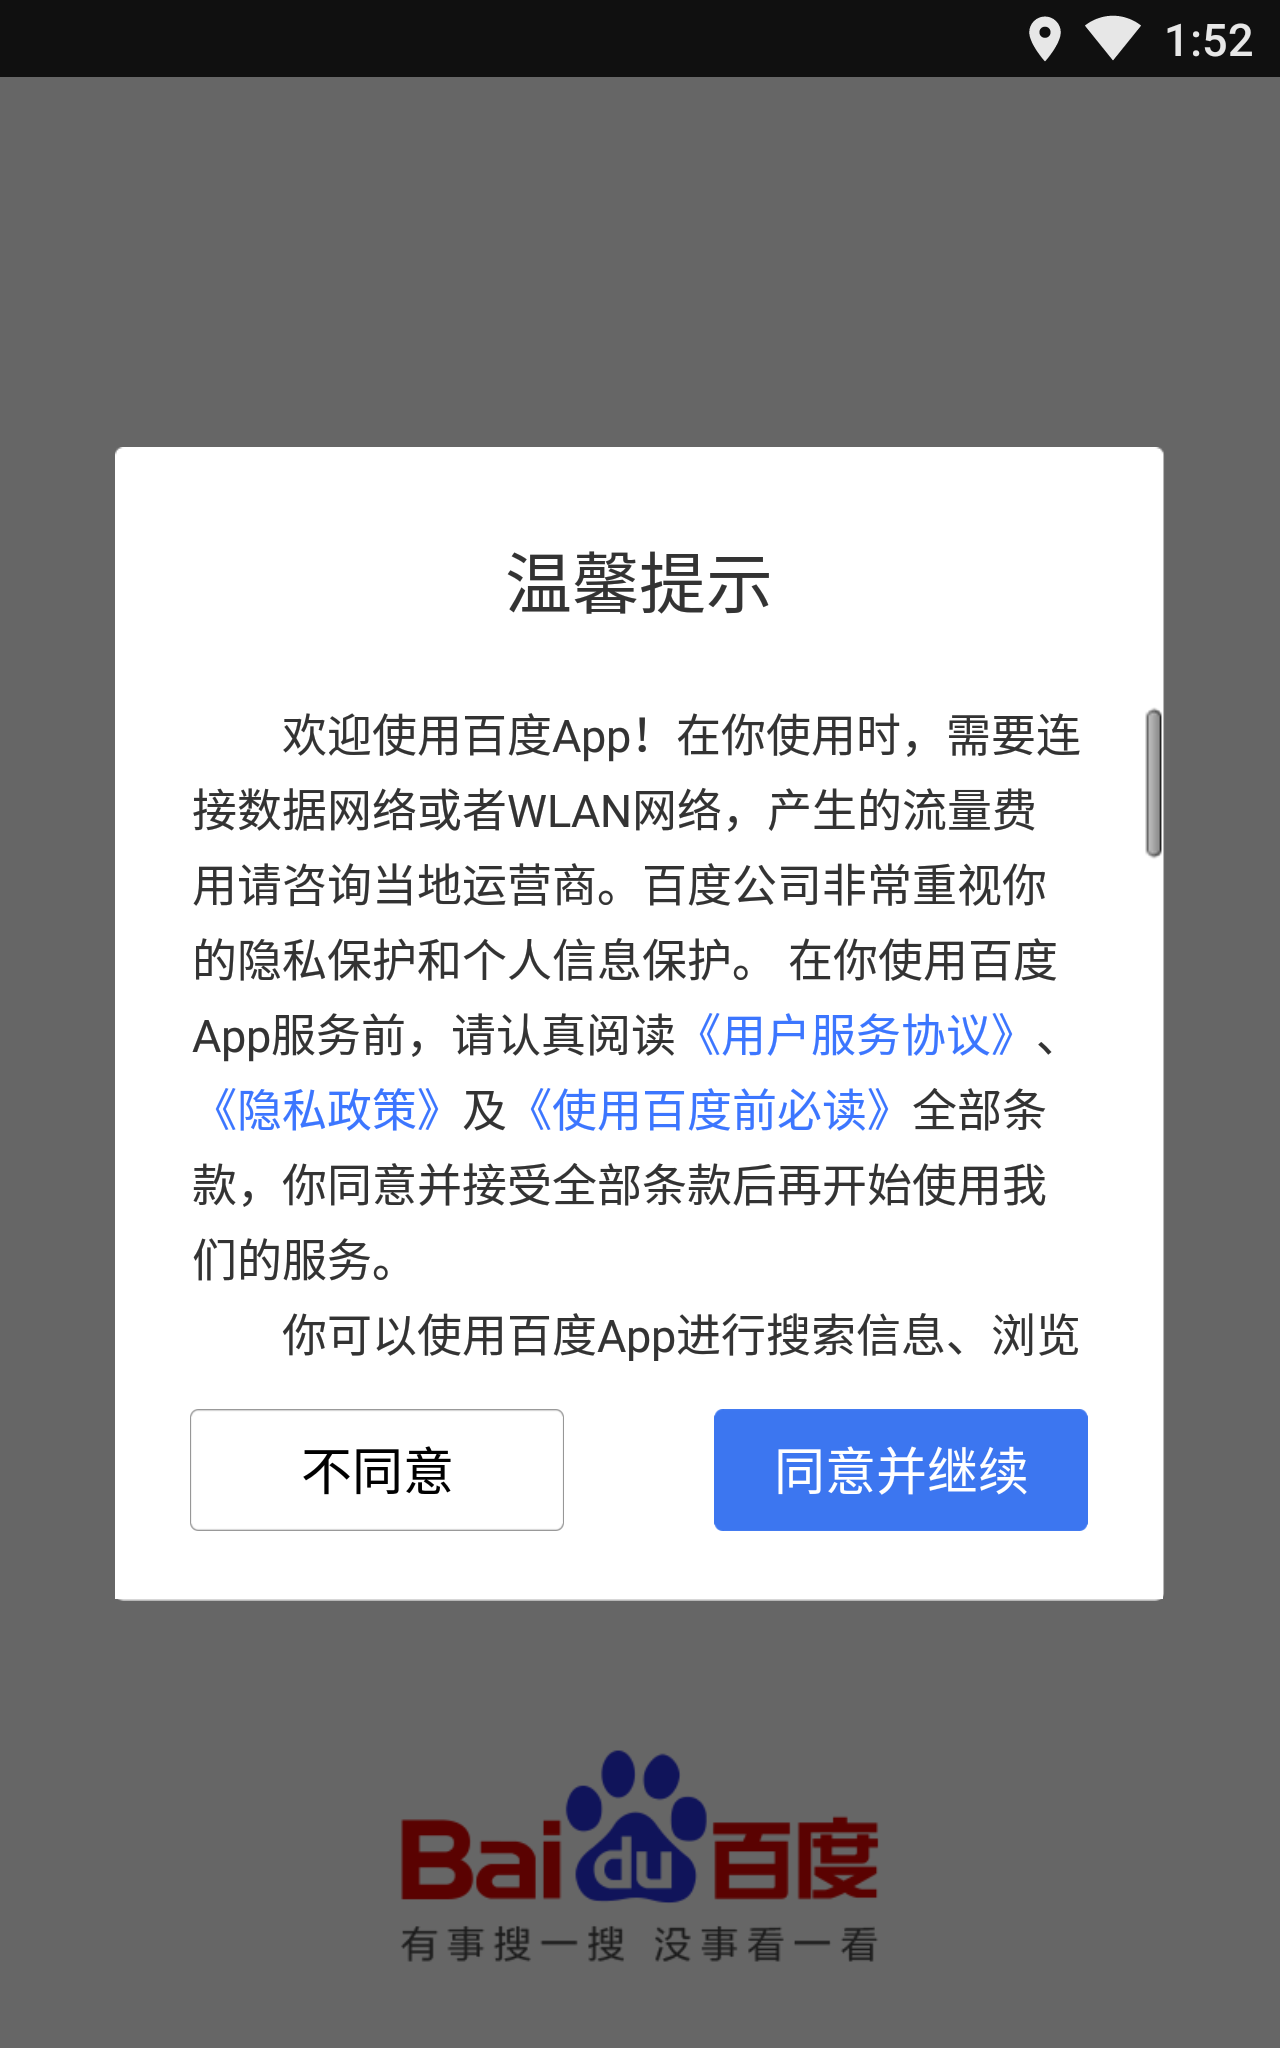 1:52
温馨提示
欢迎使用百度App！在你使用时，需要连
接数据网络或者WLAN网络，产生的流量费
用请咨询当地运营商。百度公司非常重视你
的隐私保护和个人信息保护。 在你使用百度
App服务前，请认真阅读《用户服务协议》、
《隐私政策》及《使用百度前必读》全部条
款，你同意并接受全部条款后再开始使用我
们的服务。
你可以使用百度App进行搜索信息、浏览
不同意 同意并继续
Bai du 百度
有事搜一搜 没事看一看